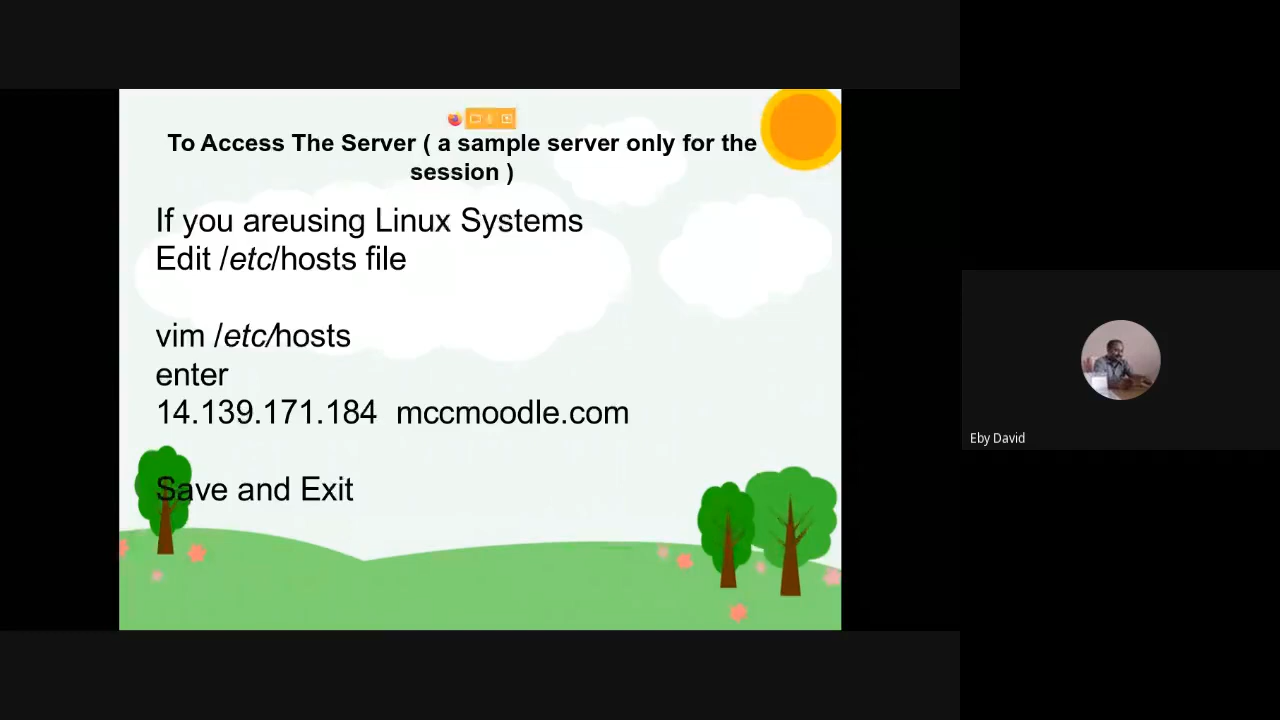 To Access The Server ( a sample server only for the
session )
If you areusing Linux Systems
Edit /etc/hosts file
vim /etc/hosts
enter
14.139.171.184 mccmoodle.com
Save and Exit
Eby David